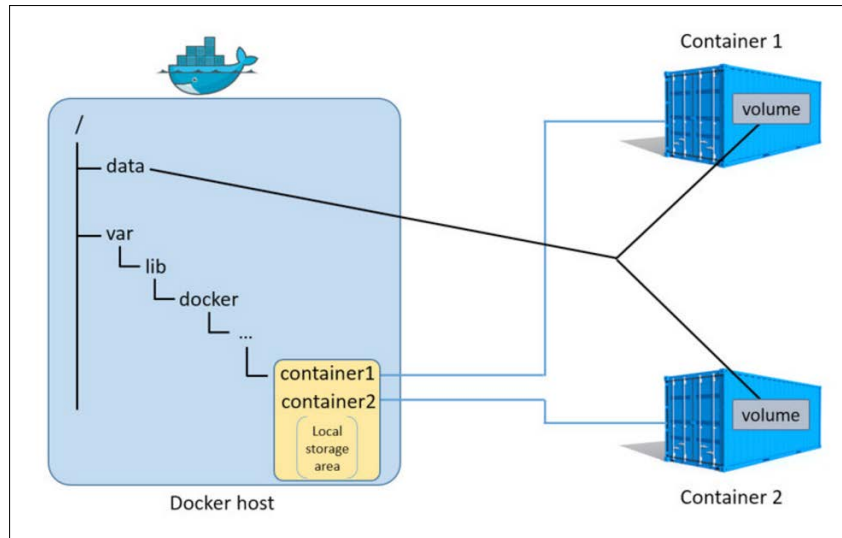 Container 1
volume
/
data
var
lib
docker
...
container1
container2
Local
storage
area
volume
Docker host
Container 2